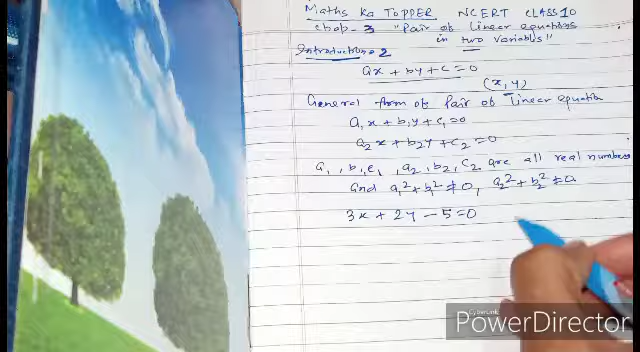 Maths Ka Topper NCERT CLASS 10
chap-3 "Pair of Linear equations
in two variables"
Introduction 2
ax + by + c = 0
(x, y)
General form of Pair of linear equation
a₁x + b₁y + c₁ = 0
a₂x + b₂y + c₂ = 0
a₁, b₁, c₁, a₂, b₂, c₂ are all real numbers
and a₁² + b₁² ≠ 0, a₂² + b₂² ≠ 0
3x + 2y - 5 = 0
CyberLink
PowerDirector